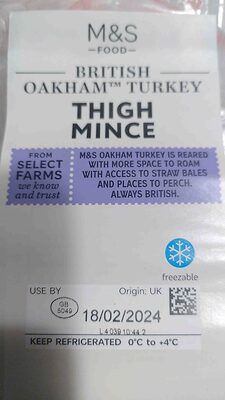 M&S
FOOD
BRITISH
OAKHAM™ TURKEY
THIGH
MINCE
FROM
SELECT
FARMS
we know
and trust
M&S OAKHAM TURKEY IS REARED
WITH MORE SPACE TO ROAM
WITH ACCESS TO STRAW BALES
AND PLACES TO PERCH.
ALWAYS BRITISH.
freezable
USE BY
Origin: UK
GB
5049
18/02/2024
L 4 039 10:44 2
KEEP REFRIGERATED 0°C to +4°C